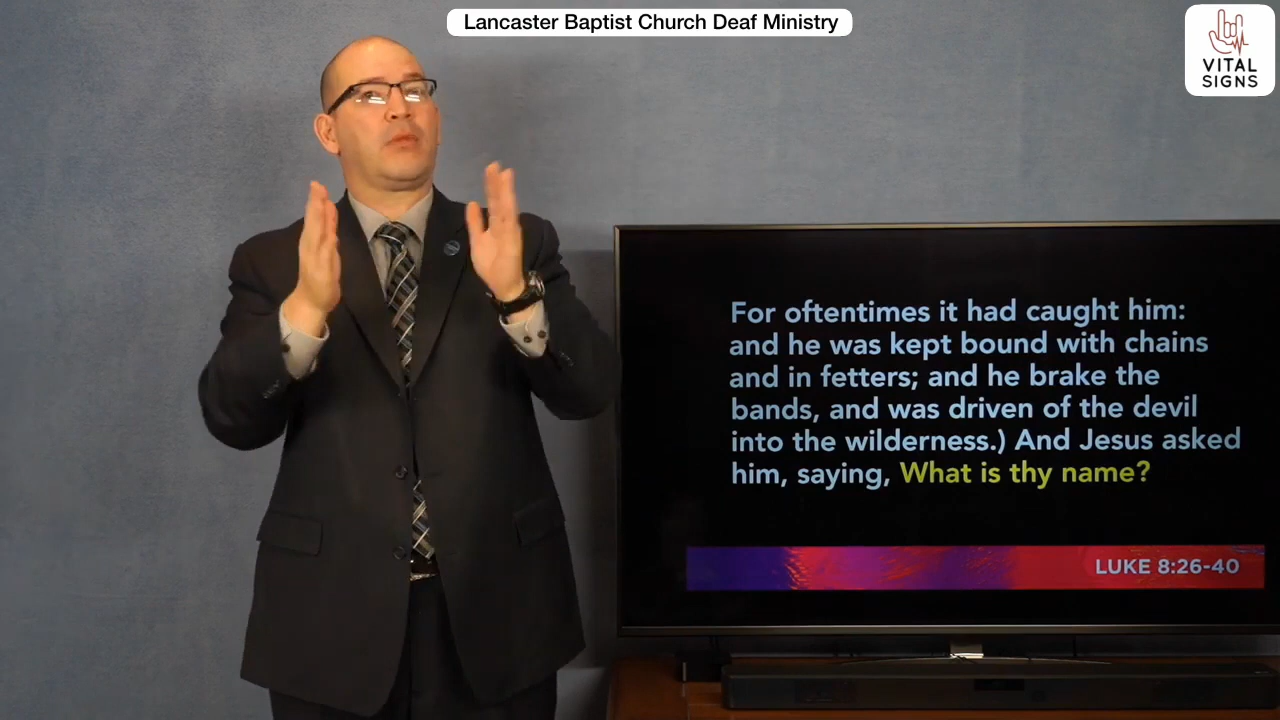 Lancaster Baptist Church Deaf Ministry
VITAL
SIGNS
For oftentimes it had caught him:
and he was kept bound with chains
and in fetters; and he brake the
bands, and was driven of the devil
into the wilderness.) And Jesus asked
him, saying, What is thy name?
LUKE 8:26-40